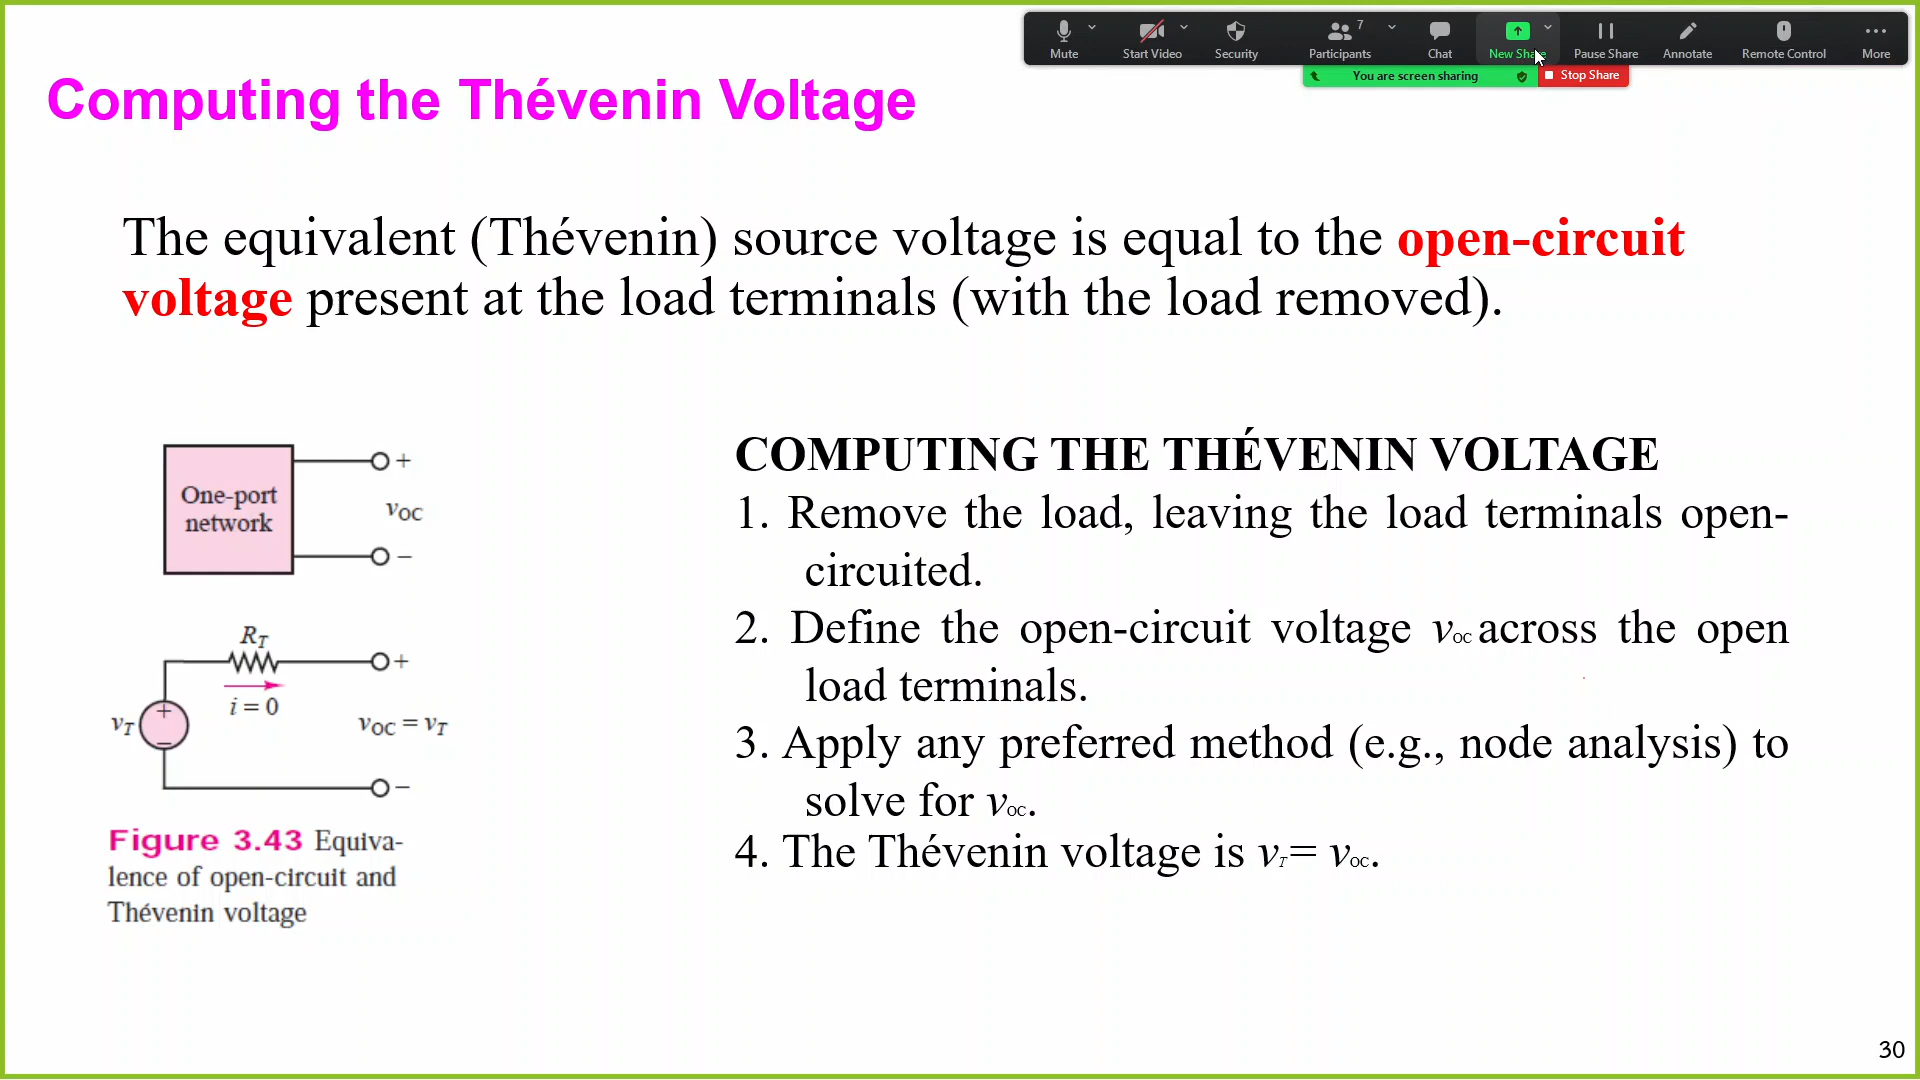 Mute
Start Video
Security
Participants
7
Chat
New Share
Pause Share
Annotate
Remote Control
More
You are screen sharing
Stop Share
Computing the Thévenin Voltage
The equivalent (Thévenin) source voltage is equal to the open-circuit
voltage present at the load terminals (with the load removed).
One-port
network
+
vOC
−
RT
+
i = 0
vT
+
−
vOC = vT
−
Figure 3.43 Equiva-
lence of open-circuit and
Thévenin voltage
COMPUTING THE THÉVENIN VOLTAGE
1. Remove the load, leaving the load terminals open-
circuited.
2. Define the open-circuit voltage vOC across the open
load terminals.
3. Apply any preferred method (e.g., node analysis) to
solve for vOC.
4. The Thévenin voltage is vT= vOC.
30